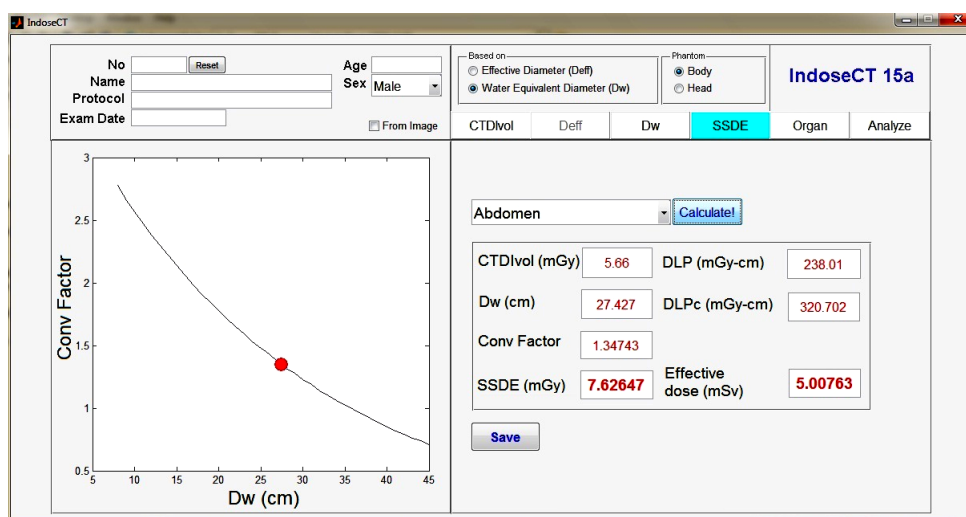 IndoseCT
No Reset Age
Name Sex Male
Protocol
Exam Date From Image
Based on
Effective Diameter (Deff)
Water Equivalent Diameter (Dw)
Phantom
Body
Head
IndoseCT 15a
CTDIvol Deff Dw SSDE Organ Analyze
3
2.5
2
1.5
1
0.5
5 10 15 20 25 30 35 40 45
Conv Factor
Dw (cm)
Abdomen Calculate!
CTDIvol (mGy) 5.66 DLP (mGy-cm) 238.01
Dw (cm) 27.427 DLPc (mGy-cm) 320.702
Conv Factor 1.34743
SSDE (mGy) 7.62647 Effective dose (mSv) 5.00763
Save